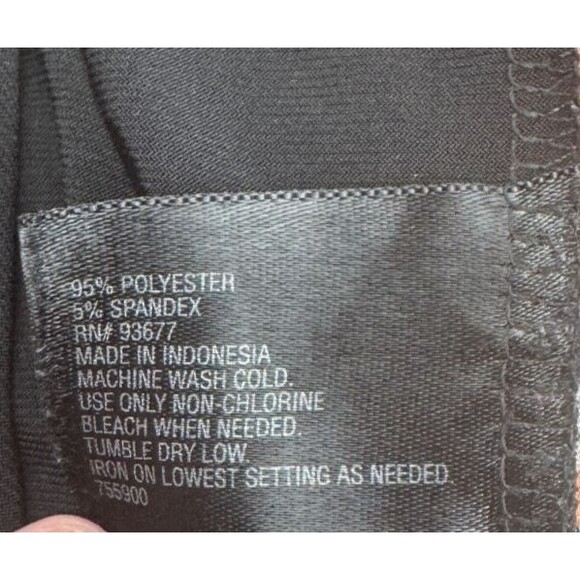 95% POLYESTER
5% SPANDEX
RN# 93677
MADE IN INDONESIA
MACHINE WASH COLD.
USE ONLY NON-CHLORINE
BLEACH WHEN NEEDED.
TUMBLE DRY LOW.
IRON ON LOWEST SETTING AS NEEDED.
755900